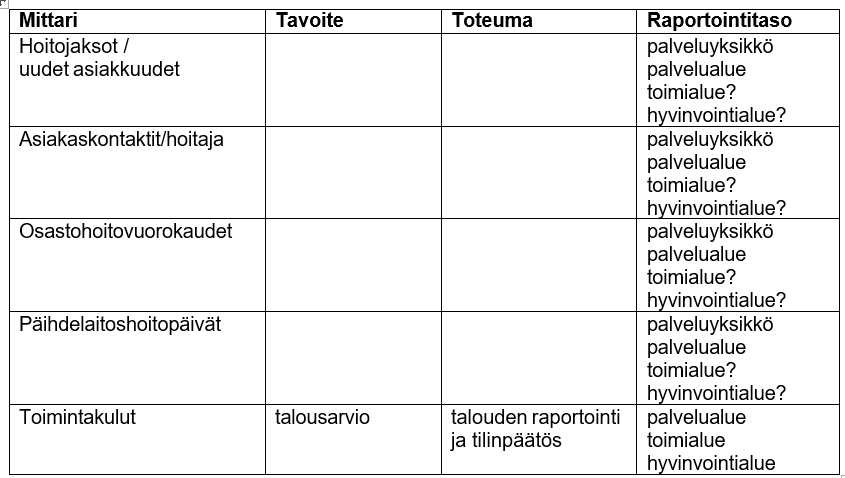 Mittari Tavoite Toteuma Raportointitaso
Hoitojaksot / palveluyksikkö
uudet asiakkuudet palvelualue
toimialue?
hyvinvointialue?
Asiakaskontaktit/hoitaja palveluyksikkö
palvelualue
toimialue?
hyvinvointialue?
Osastohoitovuorokaudet palveluyksikkö
palvelualue
toimialue?
hyvinvointialue?
Päihdelaitoshoitopäivät palveluyksikkö
palvelualue
toimialue?
hyvinvointialue?
Toimintakulut talousarvio talouden raportointi palvelualue
ja tilinpäätös toimialue
hyvinvointialue